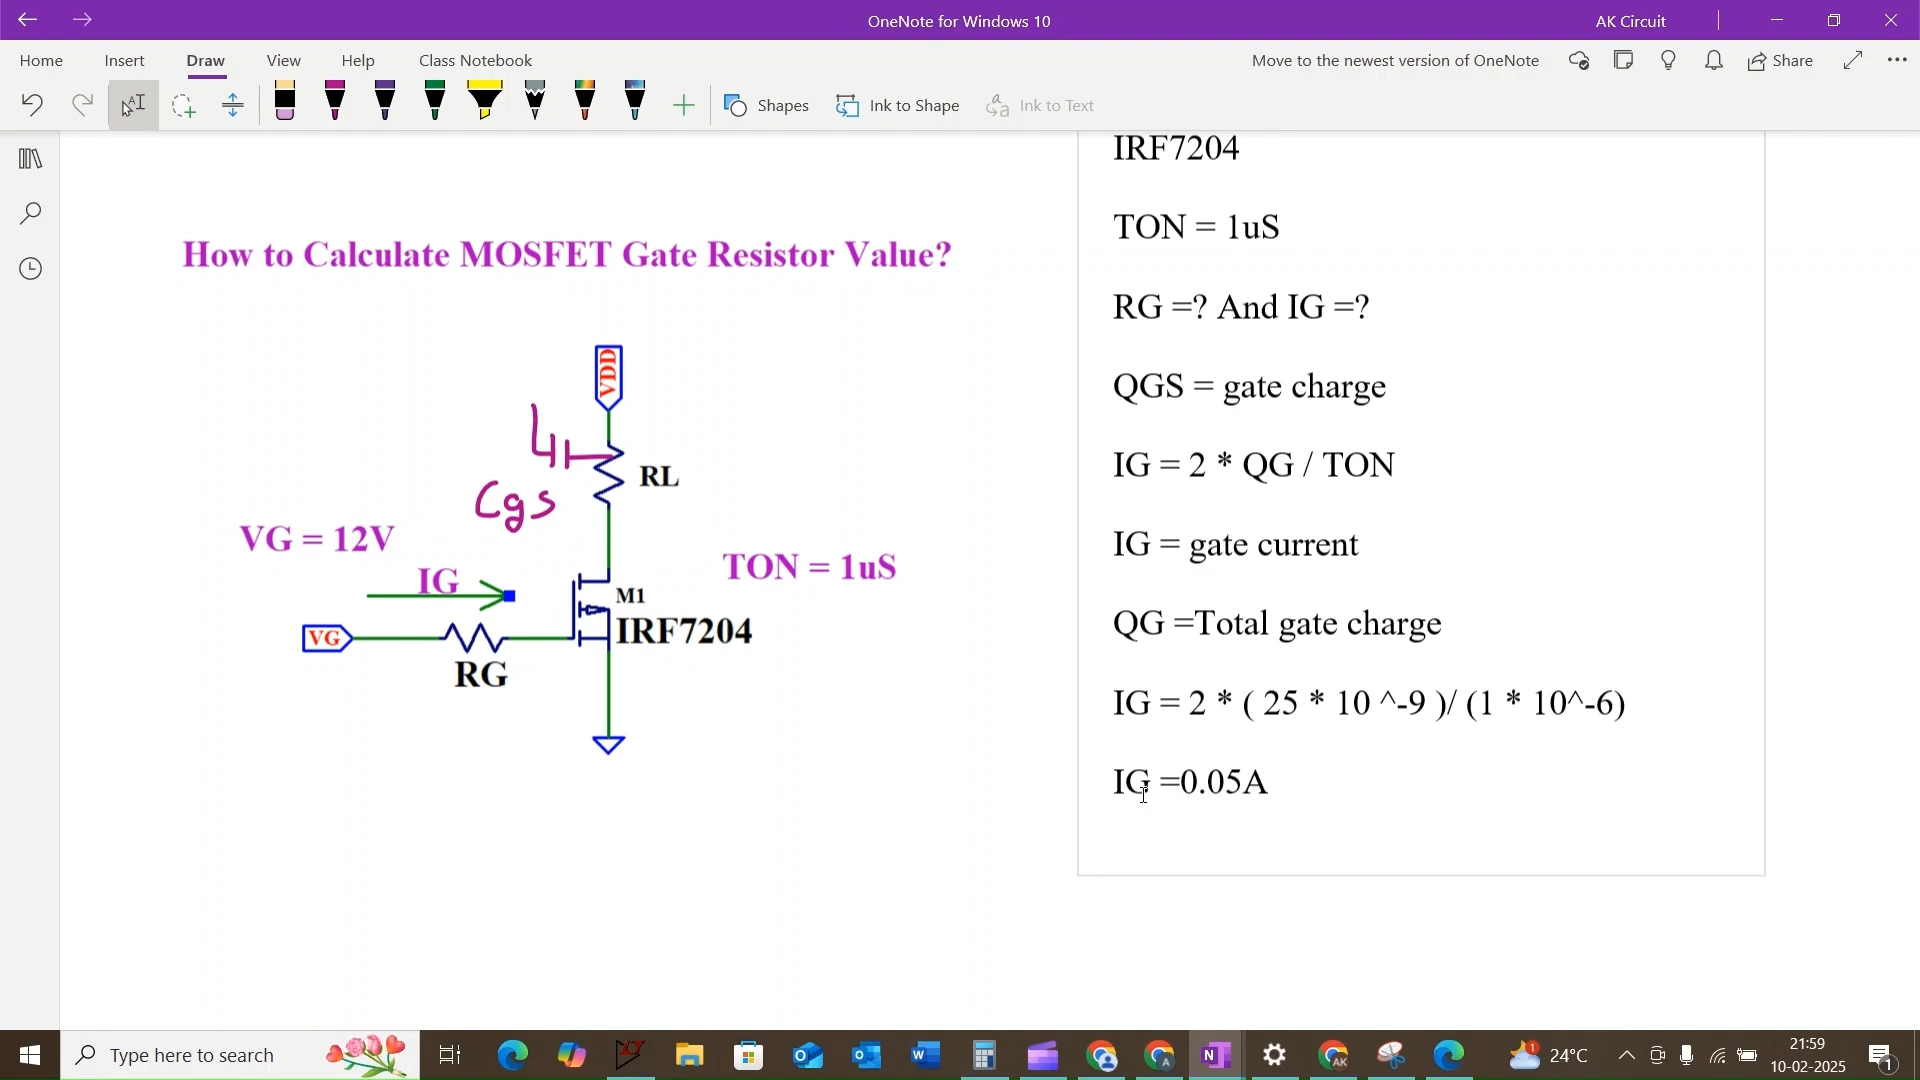 OneNote for Windows 10
AK Circuit
Home Insert Draw View Help Class Notebook
Move to the newest version of OneNote
Share
Shapes Ink to Shape Ink to Text
How to Calculate MOSFET Gate Resistor Value?
VDD
RL
Cgs
VG = 12V
IG
TON = 1uS
M1
IRF7204
VG
RG
IRF7204
TON = 1uS
RG =? And IG =?
QGS = gate charge
IG = 2 * QG / TON
IG = gate current
QG =Total gate charge
IG = 2 * ( 25 * 10 ^-9 )/ (1 * 10^-6)
IG =0.05A
Type here to search
24°C
21:59
10-02-2025